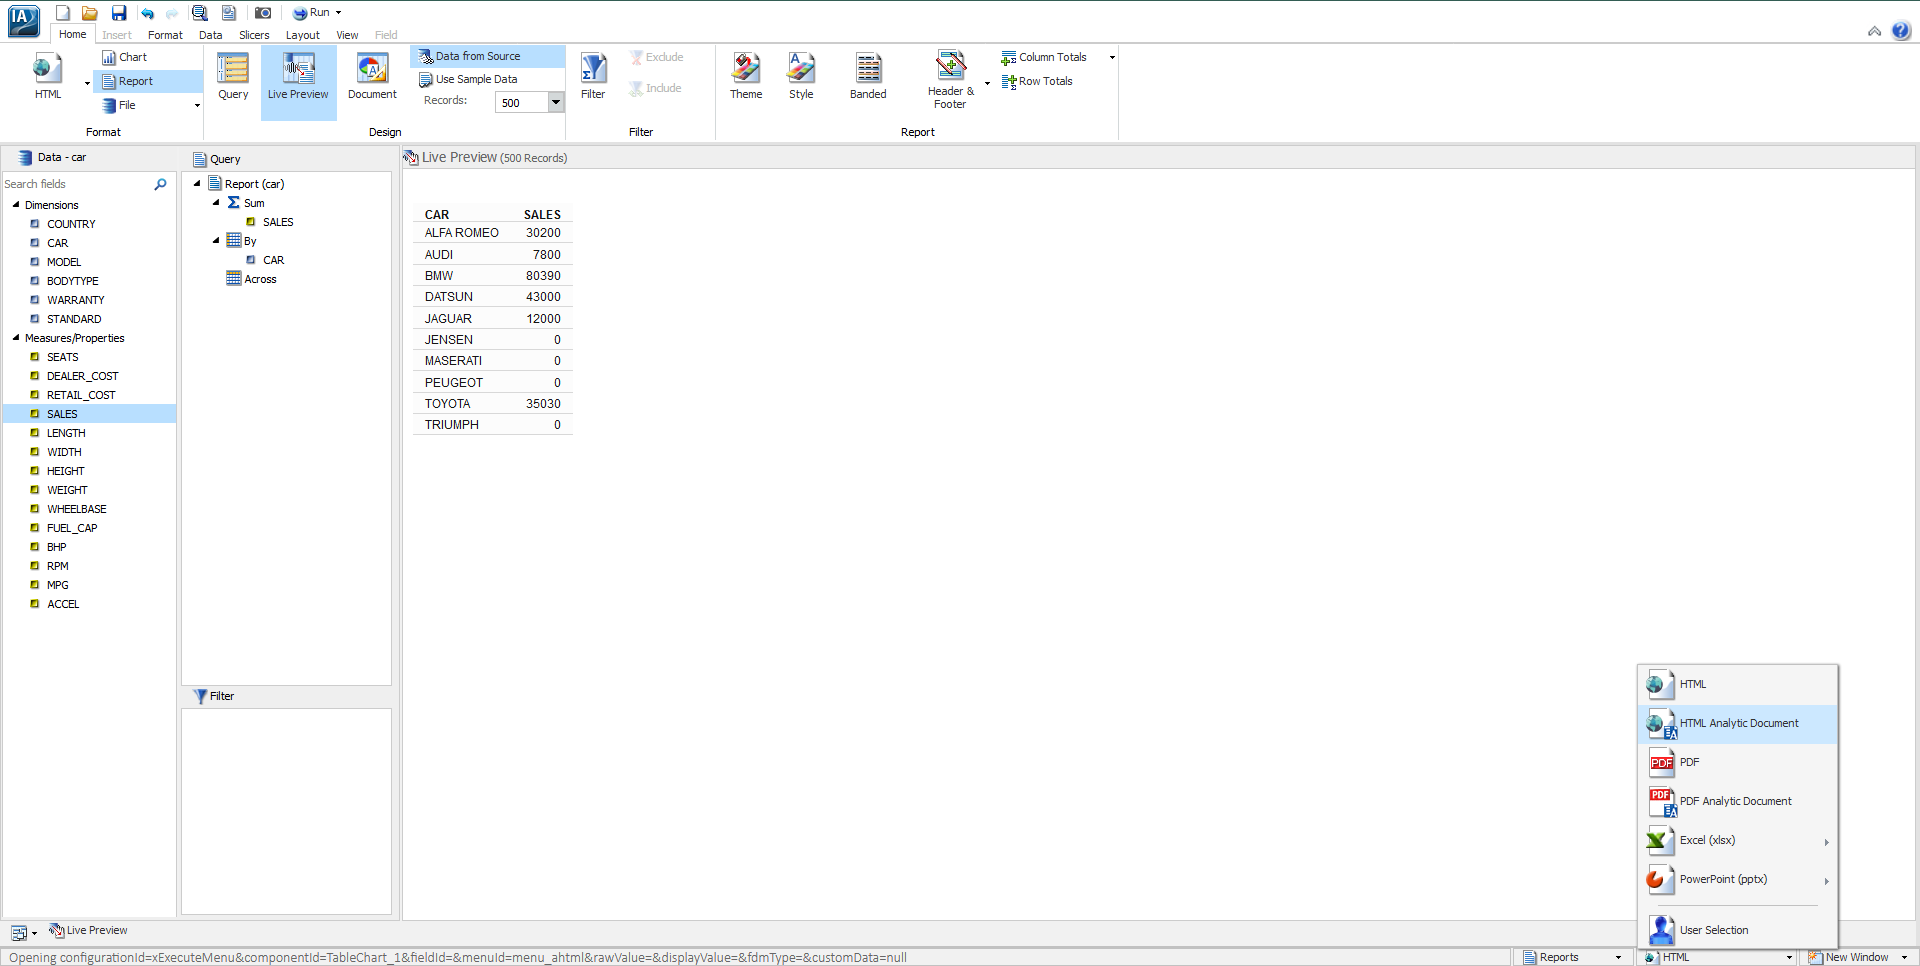 IA
Run
Home Insert Format Data Slicers Layout View Field
HTML
Chart
Report
File
Format
Query
Live Preview
Document
Data from Source
Use Sample Data
Records: 500
Design
Filter
Exclude
Include
Filter
Theme
Style
Banded
Header &
Footer
Column Totals
Row Totals
Report
Data - car
Search fields
Dimensions
COUNTRY
CAR
MODEL
BODYTYPE
WARRANTY
STANDARD
Measures/Properties
SEATS
DEALER_COST
RETAIL_COST
SALES
LENGTH
WIDTH
HEIGHT
WEIGHT
WHEELBASE
FUEL_CAP
BHP
RPM
MPG
ACCEL
Query
Report (car)
Sum
SALES
By
CAR
Across
Filter
Live Preview (500 Records)
CAR SALES
ALFA ROMEO 30200
AUDI 7800
BMW 80390
DATSUN 43000
JAGUAR 12000
JENSEN 0
MASERATI 0
PEUGEOT 0
TOYOTA 35030
TRIUMPH 0
HTML
HTML Analytic Document
PDF PDF
PDF PDF Analytic Document
Excel (xlsx)
PowerPoint (pptx)
User Selection
Live Preview
Opening configurationId=xExecuteMenu&componentId=TableChart_1&fieldId=&menuId=menu_ahtml&rawValue=&displayValue=&fdmType=&customData=null
Reports
HTML
New Window